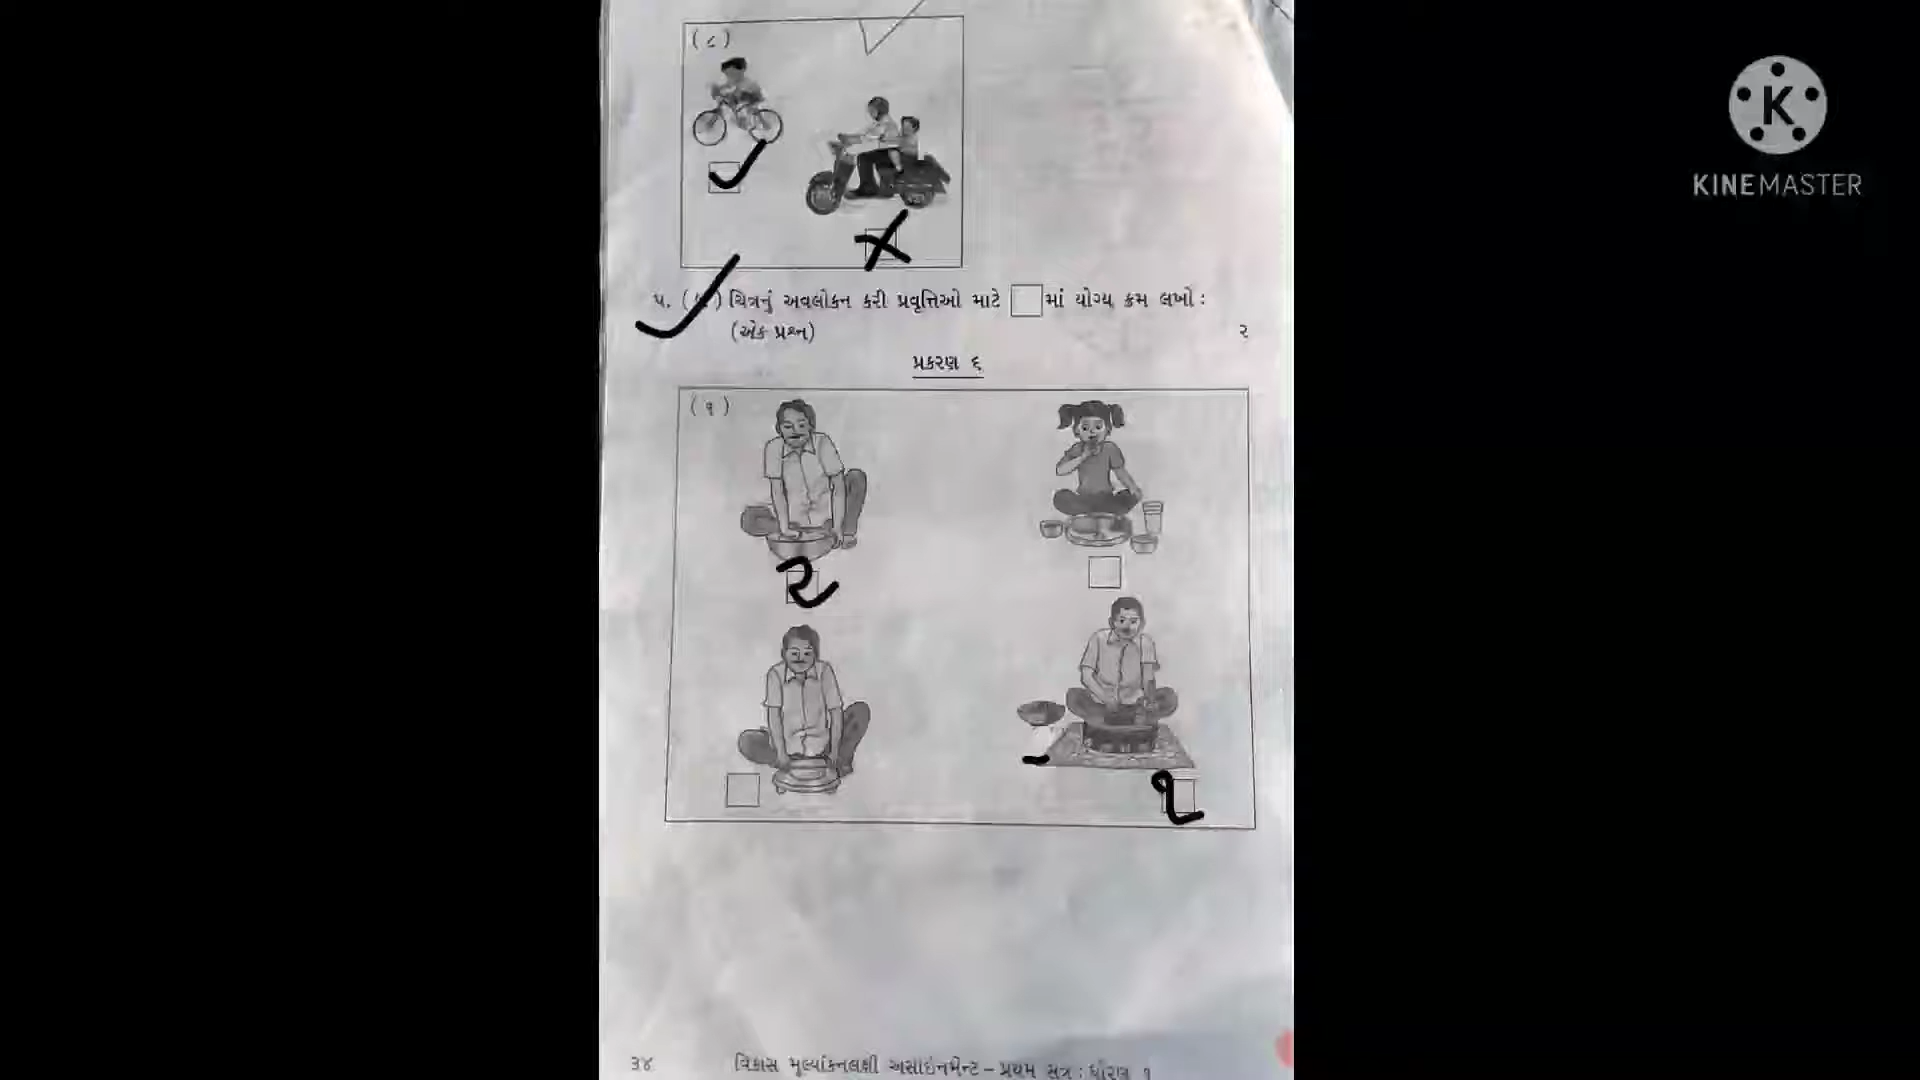 (૮)
K
KINEMASTER
૫. ( ) ચિત્રનું અવલોકન કરી પ્રવૃત્તિઓ માટે માં યોગ્ય ક્રમ લખો :
(એક પ્રશ્ન) ૨
પ્રકરણ ૬
(૧)
૨
૧
૩૪ વિકાસ મૂલ્યાંકનલક્ષી અસાઇનમેન્ટ – પ્રથમ સત્ર : ધોરણ ૧